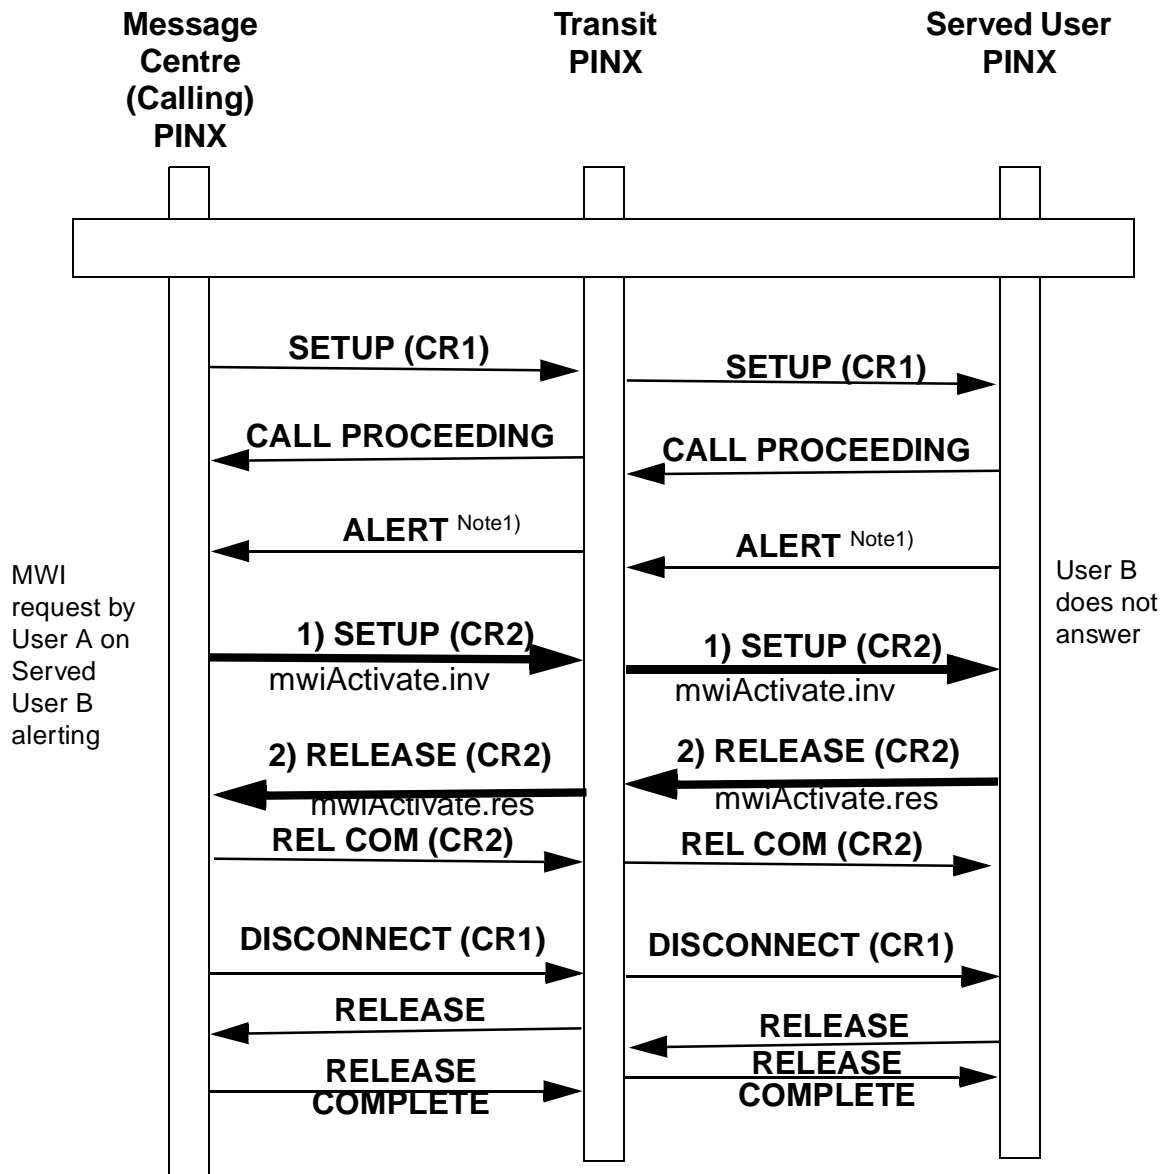 Message
Centre
(Calling)
PINX
Transit
PINX
Served User
PINX
SETUP (CR1)
SETUP (CR1)
CALL PROCEEDING
CALL PROCEEDING
ALERT Note1)
ALERT Note1)
MWI
request by
User A on
Served
User B
alerting
User B
does not
answer
1) SETUP (CR2)
mwiActivate.inv
1) SETUP (CR2)
mwiActivate.inv
2) RELEASE (CR2)
mwiActivate.res
2) RELEASE (CR2)
mwiActivate.res
REL COM (CR2)
REL COM (CR2)
DISCONNECT (CR1)
DISCONNECT (CR1)
RELEASE
RELEASE
RELEASE
COMPLETE
RELEASE
COMPLETE